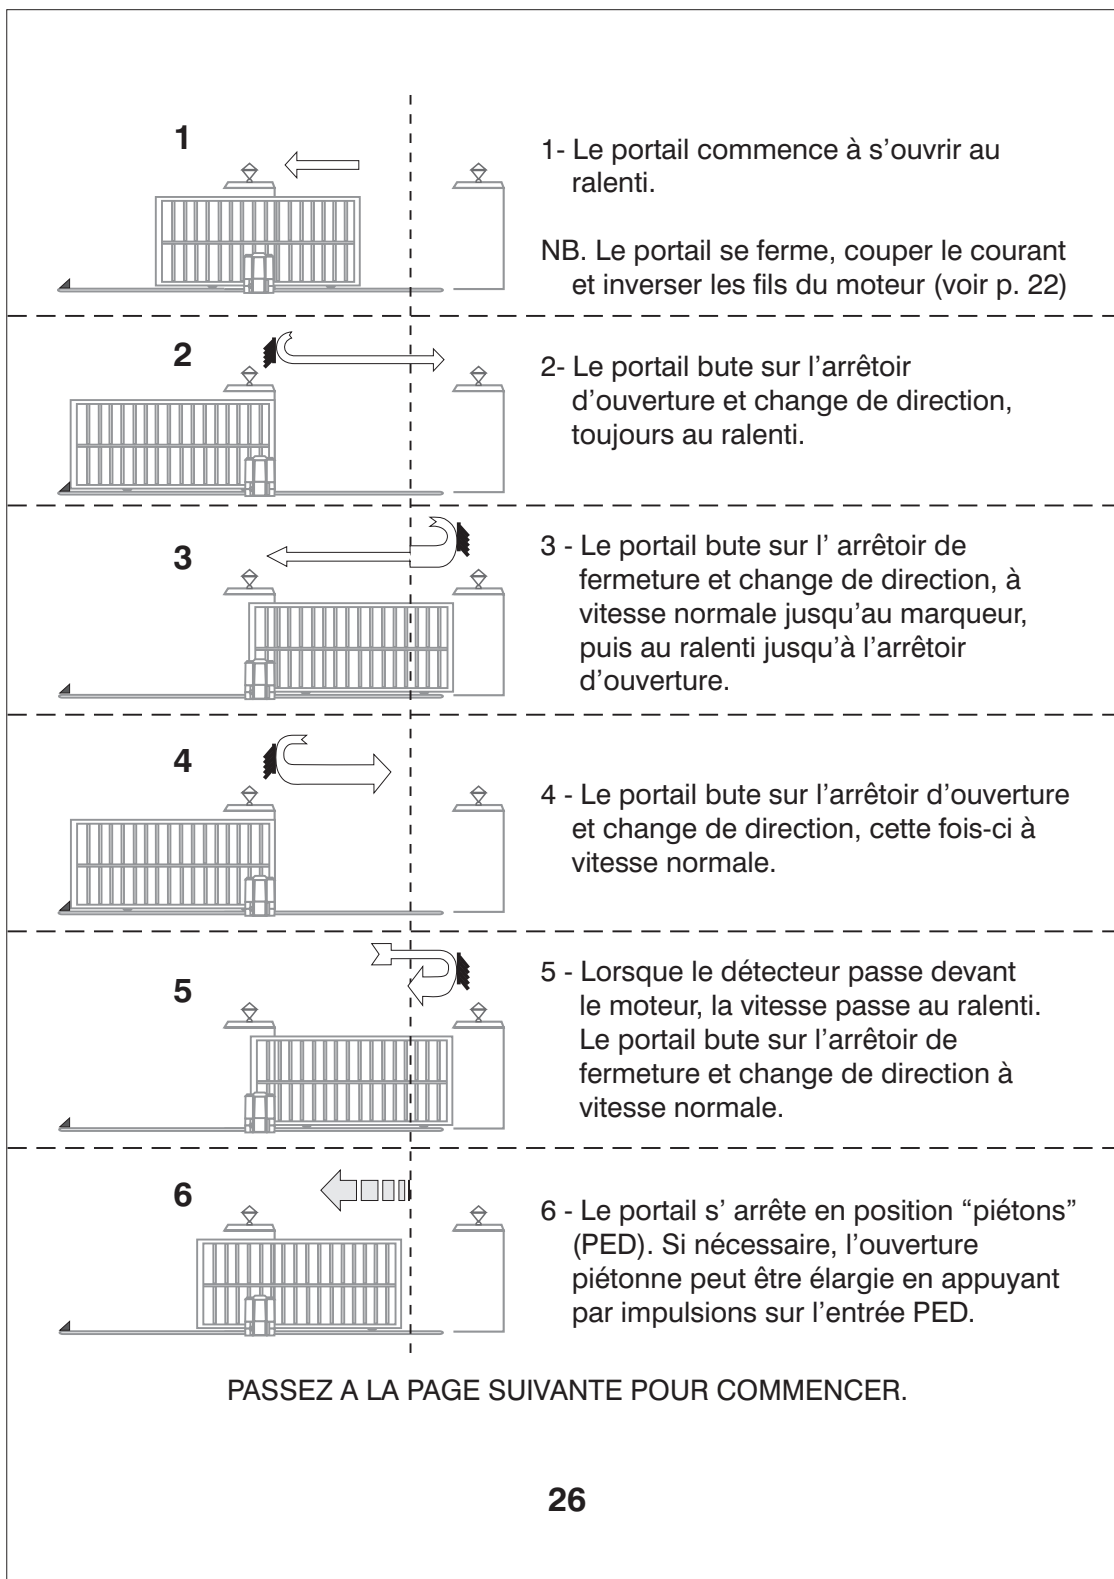 1
1- Le portail commence à s’ouvrir au
ralenti.
NB. Le portail se ferme, couper le courant
et inverser les fils du moteur (voir p. 22)
2
2- Le portail bute sur l’arrêtoir
d’ouverture et change de direction,
toujours au ralenti.
3
3 - Le portail bute sur l’ arrêtoir de
fermeture et change de direction, à
vitesse normale jusqu’au marqueur,
puis au ralenti jusqu’à l’arrêtoir
d’ouverture.
4
4 - Le portail bute sur l’arrêtoir d’ouverture
et change de direction, cette fois-ci à
vitesse normale.
5
5 - Lorsque le détecteur passe devant
le moteur, la vitesse passe au ralenti.
Le portail bute sur l’arrêtoir de
fermeture et change de direction à
vitesse normale.
6
6 - Le portail s’ arrête en position “piétons”
(PED). Si nécessaire, l’ouverture
piétonne peut être élargie en appuyant
par impulsions sur l’entrée PED.
PASSEZ A LA PAGE SUIVANTE POUR COMMENCER.
26